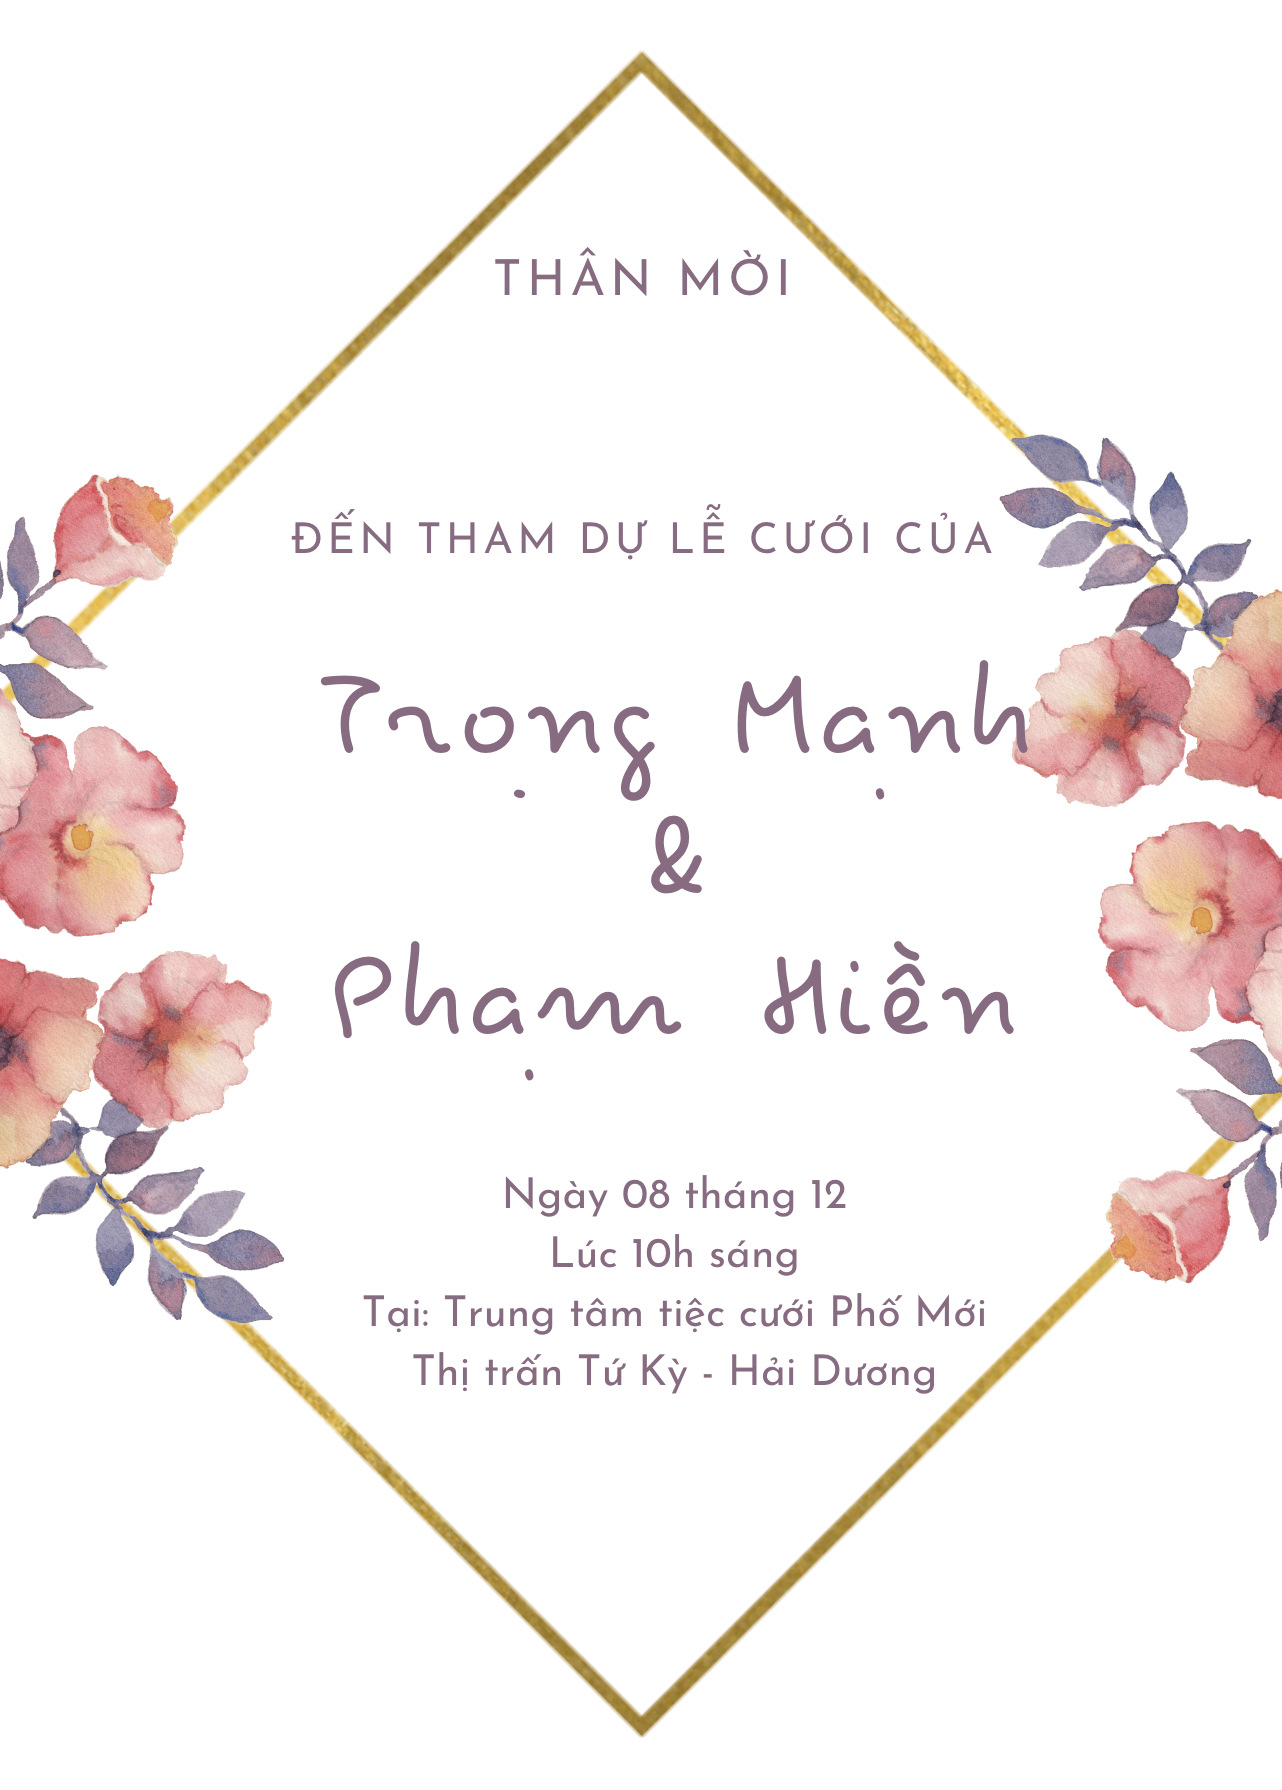 THÂN MỜI
ĐẾN THAM DỰ LỄ CƯỚI CỦA
Trọng Mạnh
&
Phạm Hiền
Ngày 08 tháng 12
Lúc 10h sáng
Tại: Trung tâm tiệc cưới Phố Mới
Thị trấn Tứ Kỳ - Hải Dương